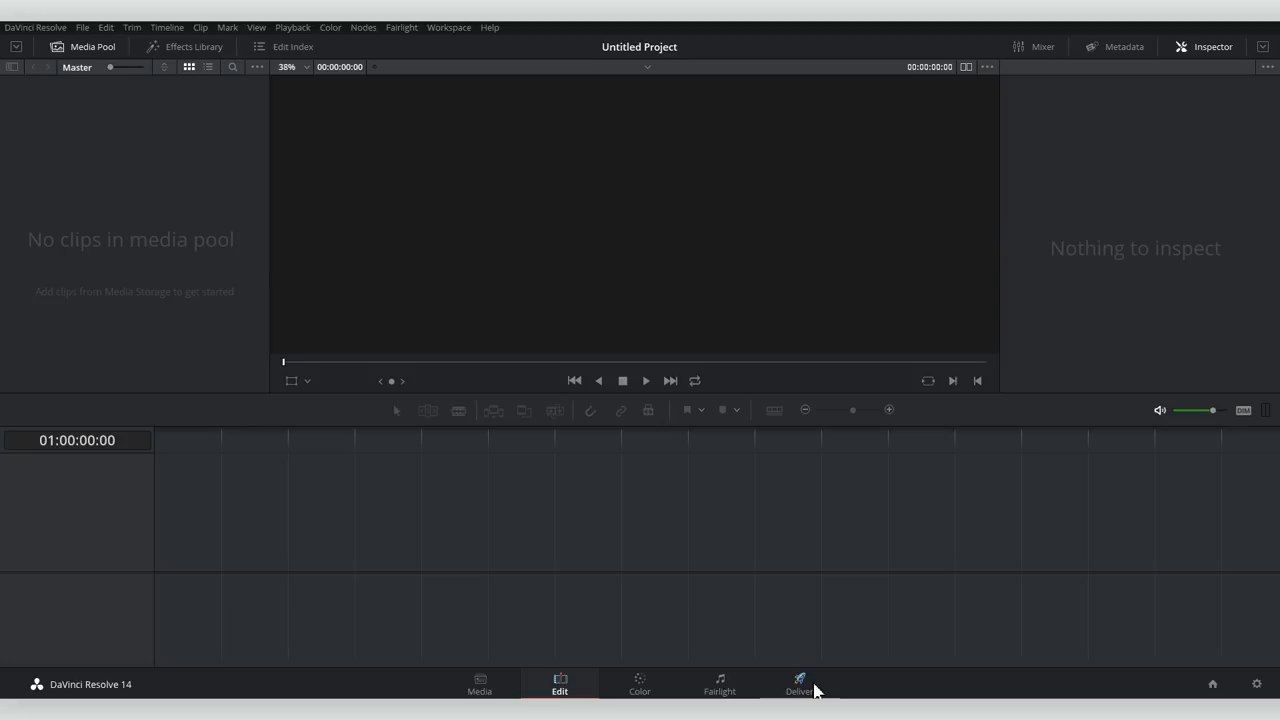 DaVinci Resolve File Edit Trim Timeline Clip Mark View Playback Color Nodes Fairlight Workspace Help
Media Pool Effects Library Edit Index Untitled Project Mixer Metadata Inspector
Master 38% 00:00:00:00 00:00:00:00
No clips in media pool
Add clips from Media Storage to get started
Nothing to inspect
DIM
01:00:00:00
DaVinci Resolve 14 Media Edit Color Fairlight Deliver